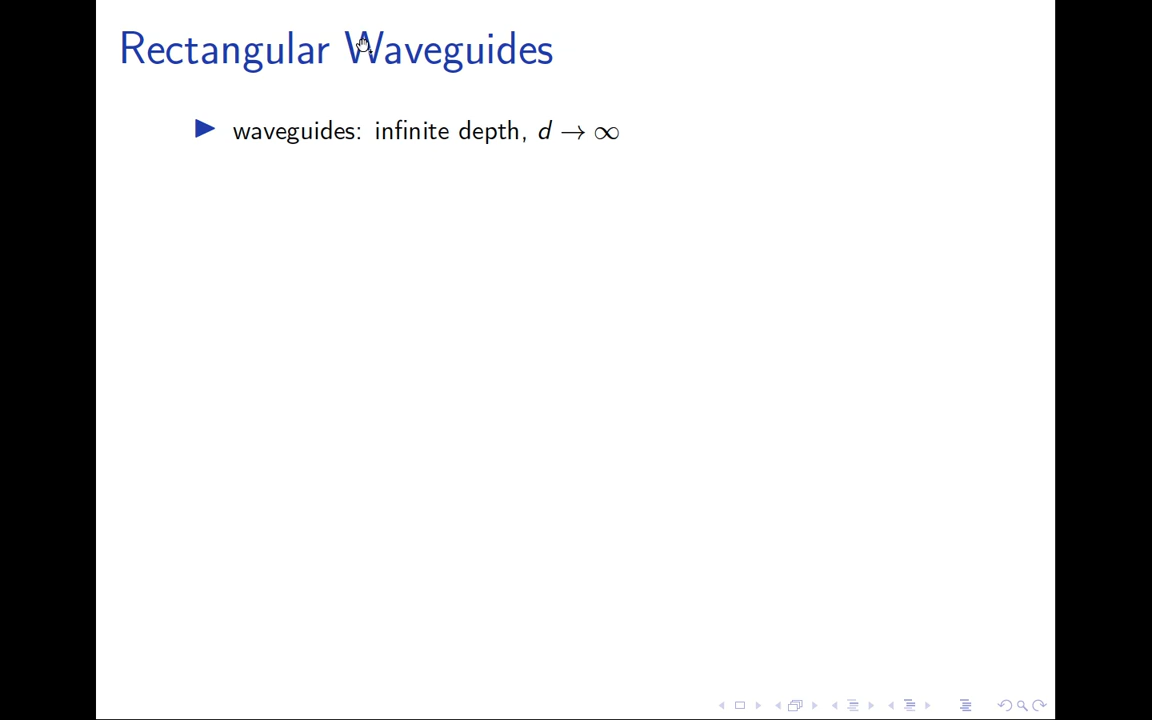 Rectangular Waveguides
▶ waveguides: infinite depth, d → ∞